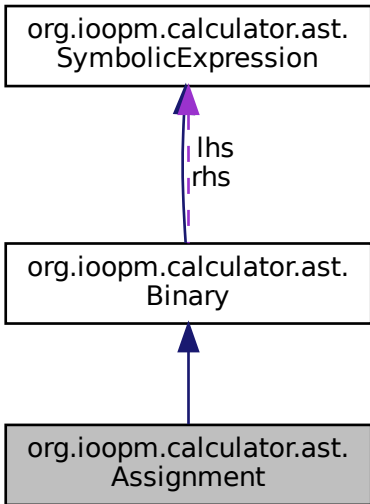 org.ioopm.calculator.ast.
SymbolicExpression
lhs
rhs
org.ioopm.calculator.ast.
Binary
org.ioopm.calculator.ast.
Assignment